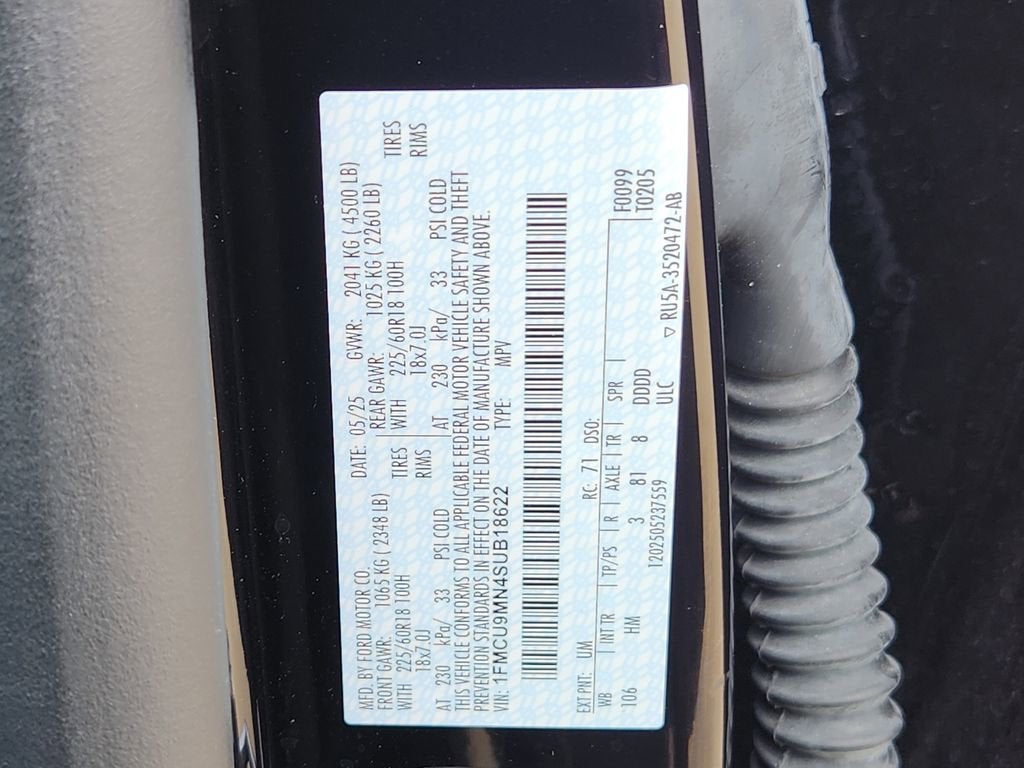 MFD. BY FORD MOTOR CO.
DATE: 05/25 GVWR: 2041 KG ( 4500 LB)
FRONT GAWR: 1065 KG ( 2348 LB) REAR GAWR: 1025 KG ( 2260 LB)
WITH 225/60R18 100H TIRES WITH 225/60R18 100H TIRES
18x7.0J RIMS 18x7.0J RIMS
AT 230 kPa/ 33 PSI COLD AT 230 kPa/ 33 PSI COLD
THIS VEHICLE CONFORMS TO ALL APPLICABLE FEDERAL MOTOR VEHICLE SAFETY AND THEFT
PREVENTION STANDARDS IN EFFECT ON THE DATE OF MANUFACTURE SHOWN ABOVE.
VIN: 1FMCU9MN4SUB18622 TYPE: MPV
EXT PNT: UM RC: 71 DSO:
WB INTR TP/PS R AXLE TR SPR
106 HM 3 81 8 DDDD
F0099
T0205
ULC
1202505237559
▽ RU5A-3520472-AB